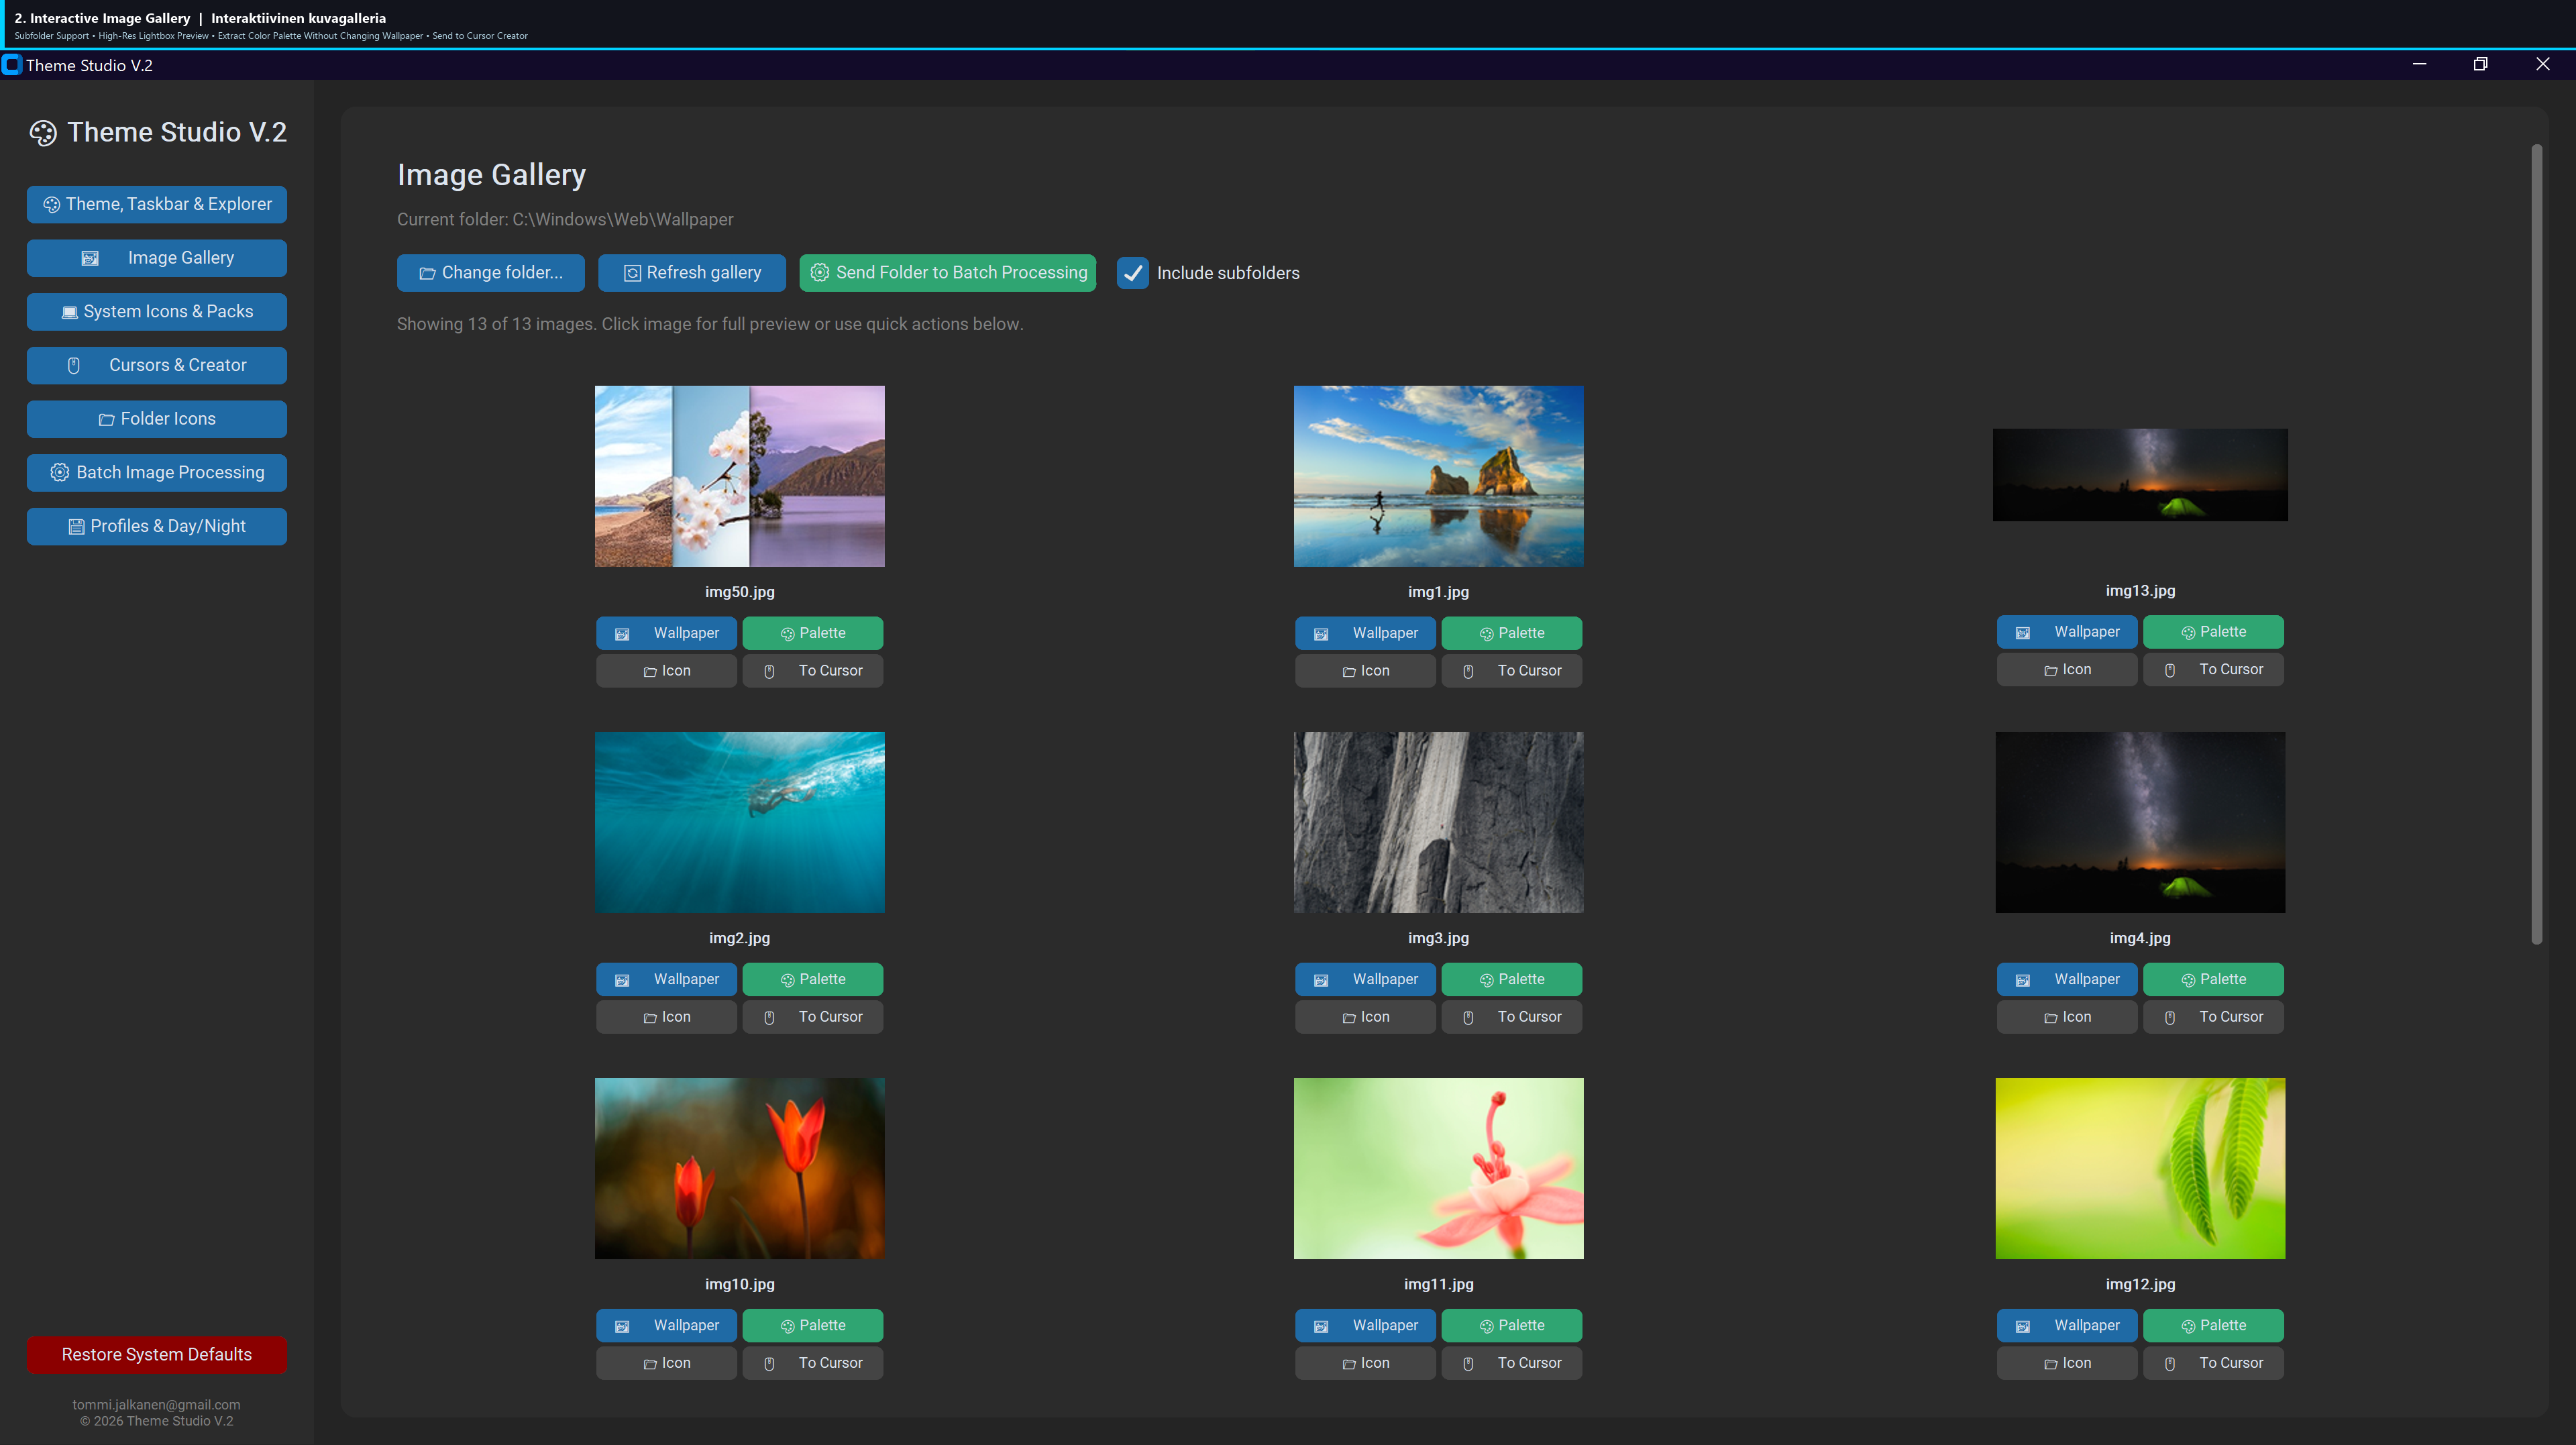 2. Interactive Image Gallery | Interaktiivinen kuvagalleria
Subfolder Support • High-Res Lightbox Preview • Extract Color Palette Without Changing Wallpaper • Send to Cursor Creator
Theme Studio V.2
Theme Studio V.2
Theme, Taskbar & Explorer
Image Gallery
System Icons & Packs
Cursors & Creator
Folder Icons
Batch Image Processing
Profiles & Day/Night
Restore System Defaults
tommi.jalkanen@gmail.com
© 2026 Theme Studio V.2
Image Gallery
Current folder: C:\Windows\Web\Wallpaper
Change folder... Refresh gallery Send Folder to Batch Processing Include subfolders
Showing 13 of 13 images. Click image for full preview or use quick actions below.
img50.jpg img1.jpg img13.jpg
Wallpaper Palette Wallpaper Palette Wallpaper Palette
Icon To Cursor Icon To Cursor Icon To Cursor
img2.jpg img3.jpg img4.jpg
Wallpaper Palette Wallpaper Palette Wallpaper Palette
Icon To Cursor Icon To Cursor Icon To Cursor
img10.jpg img11.jpg img12.jpg
Wallpaper Palette Wallpaper Palette Wallpaper Palette
Icon To Cursor Icon To Cursor Icon To Cursor